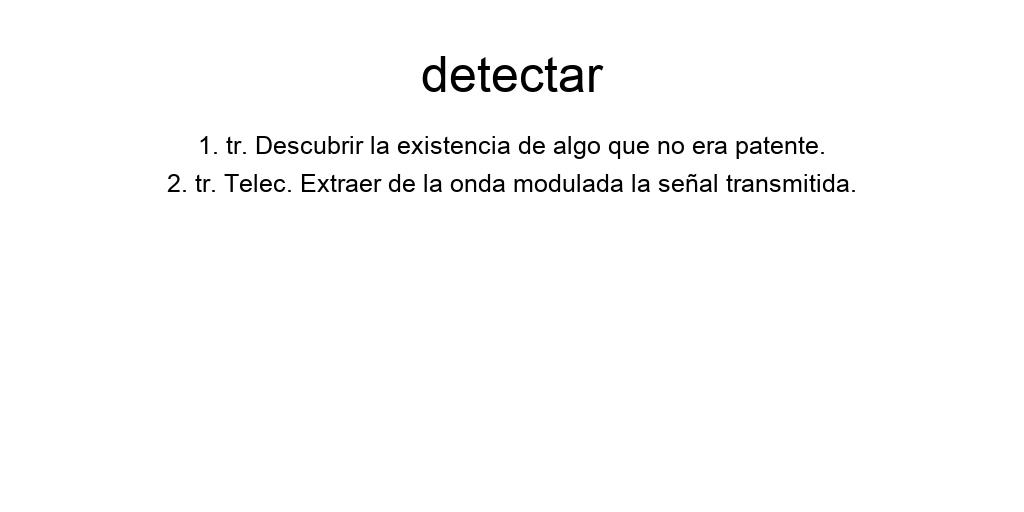 detectar
1. tr. Descubrir la existencia de algo que no era patente.
2. tr. Telec. Extraer de la onda modulada la señal transmitida.